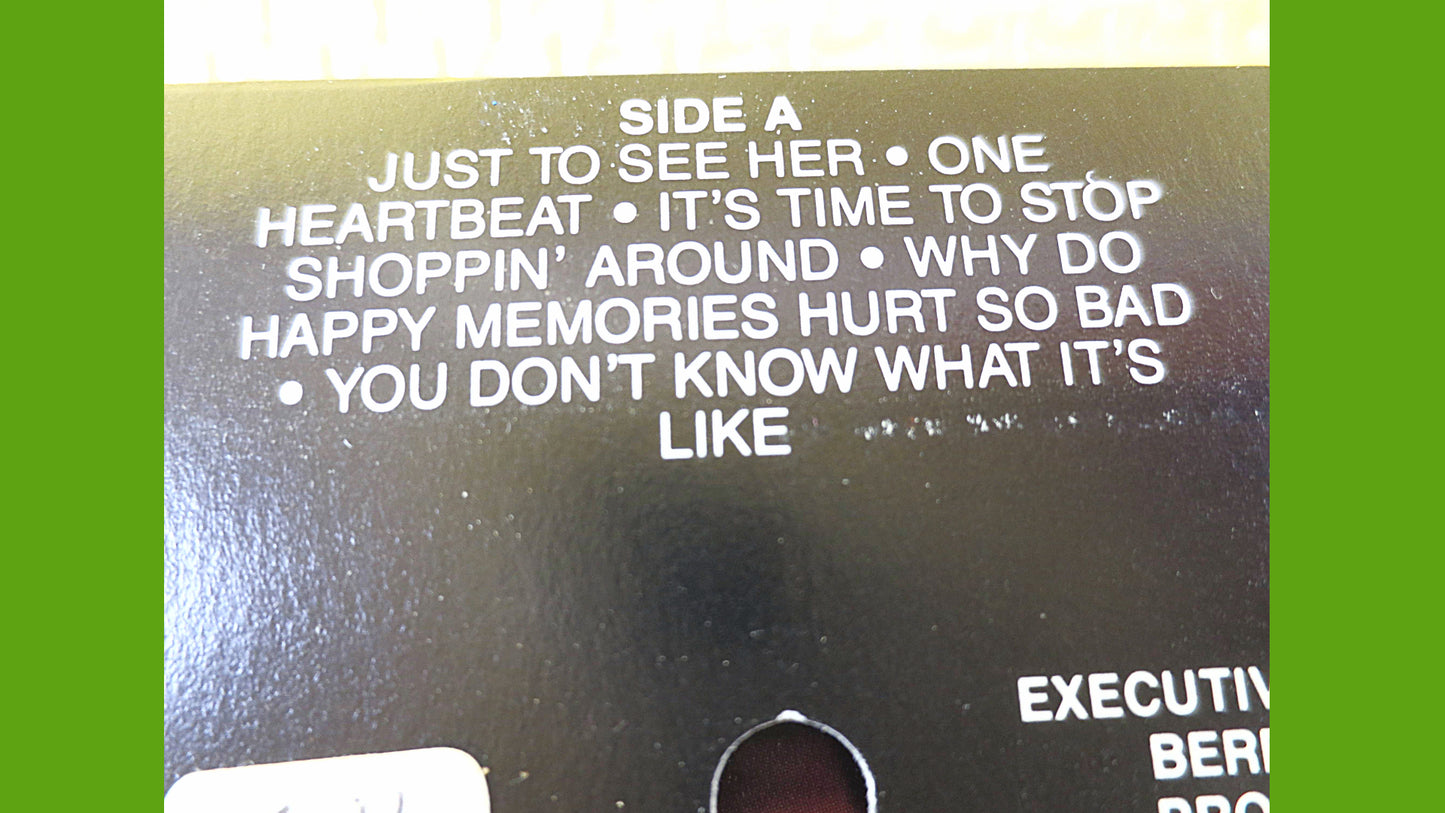 SIDE A
JUST TO SEE HER • ONE
HEARTBEAT • IT'S TIME TO STOP
SHOPPIN' AROUND • WHY DO
HAPPY MEMORIES HURT SO BAD
• YOU DON'T KNOW WHAT IT'S
LIKE